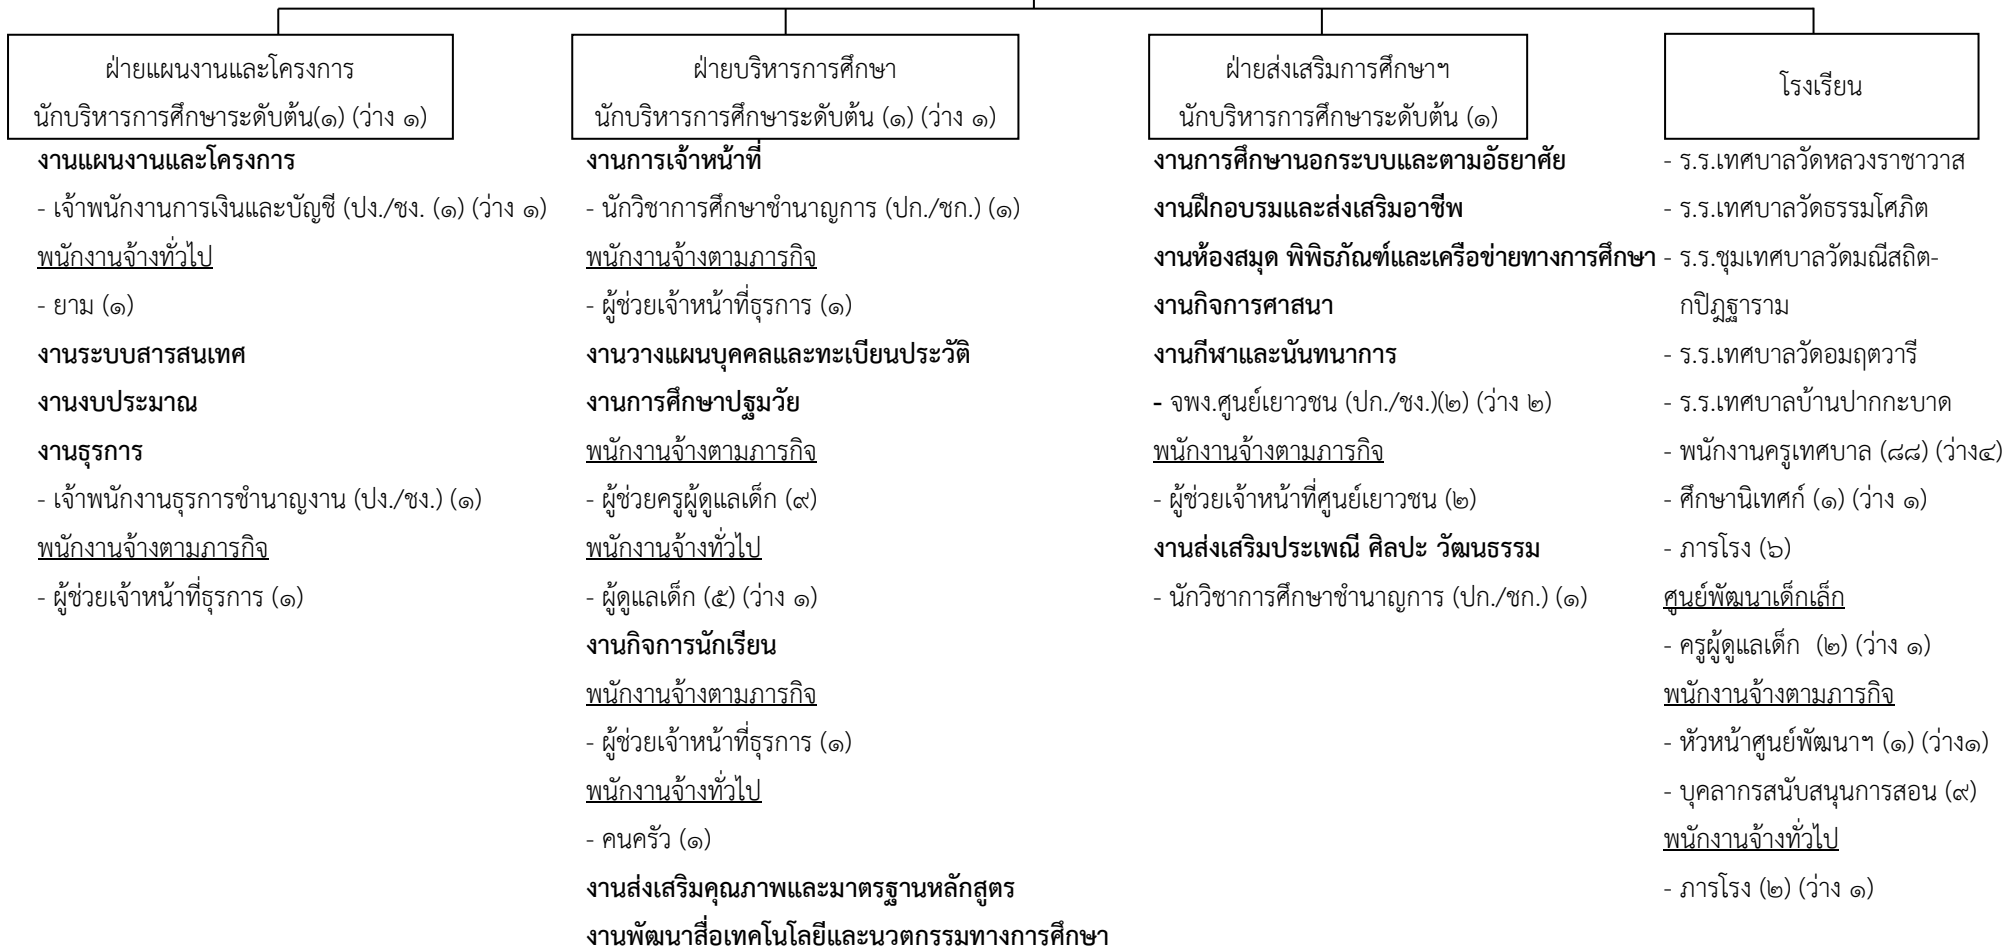 ฝ่ายแผนงานและโครงการ
นักบริหารการศึกษาระดับต้น(๑) (ว่าง ๑)
งานแผนงานและโครงการ
- เจ้าพนักงานการเงินและบัญชี (ปง./ชง. (๑) (ว่าง ๑)
พนักงานจ้างทั่วไป
- ยาม (๑)
งานระบบสารสนเทศ
งานงบประมาณ
งานธุรการ
- เจ้าพนักงานธุรการชำนาญงาน (ปง./ชง.) (๑)
พนักงานจ้างตามภารกิจ
- ผู้ช่วยเจ้าหน้าที่ธุรการ (๑)
ฝ่ายบริหารการศึกษา
นักบริหารการศึกษาระดับต้น (๑) (ว่าง ๑)
งานการเจ้าหน้าที่
- นักวิชาการศึกษาชำนาญการ (ปก./ชก.) (๑)
พนักงานจ้างตามภารกิจ
- ผู้ช่วยเจ้าหน้าที่ธุรการ (๑)
งานวางแผนบุคคลและทะเบียนประวัติ
งานการศึกษาปฐมวัย
พนักงานจ้างตามภารกิจ
- ผู้ช่วยครูผู้ดูแลเด็ก (๙)
พนักงานจ้างทั่วไป
- ผู้ดูแลเด็ก (๕) (ว่าง ๑)
งานกิจการนักเรียน
พนักงานจ้างตามภารกิจ
- ผู้ช่วยเจ้าหน้าที่ธุรการ (๑)
พนักงานจ้างทั่วไป
- คนครัว (๑)
งานส่งเสริมคุณภาพและมาตรฐานหลักสูตร
งานพัฒนาสื่อเทคโนโลยีและนวตกรรมทางการศึกษา
ฝ่ายส่งเสริมการศึกษาฯ
นักบริหารการศึกษาระดับต้น (๑)
งานการศึกษานอกระบบและตามอัธยาศัย
งานฝึกอบรมและส่งเสริมอาชีพ
งานห้องสมุด พิพิธภัณฑ์และเครือข่ายทางการศึกษา
งานกิจการศาสนา
งานกีฬาและนันทนาการ
- จพง.ศูนย์เยาวชน (ปก./ชง.)(๒) (ว่าง ๒)
พนักงานจ้างตามภารกิจ
- ผู้ช่วยเจ้าหน้าที่ศูนย์เยาวชน (๒)
งานส่งเสริมประเพณี ศิลปะ วัฒนธรรม
- นักวิชาการศึกษาชำนาญการ (ปก./ชก.) (๑)
โรงเรียน
- ร.ร.เทศบาลวัดหลวงราชาวาส
- ร.ร.เทศบาลวัดธรรมโศภิต
- ร.ร.ชุมเทศบาลวัดมณีสถิต-
กปิฎฐาราม
- ร.ร.เทศบาลวัดอมฤตวารี
- ร.ร.เทศบาลบ้านปากกะบาด
- พนักงานครูเทศบาล (๘๘) (ว่าง๔)
- ศึกษานิเทศก์ (๑) (ว่าง ๑)
- ภารโรง (๖)
ศูนย์พัฒนาเด็กเล็ก
- ครูผู้ดูแลเด็ก (๒) (ว่าง ๑)
พนักงานจ้างตามภารกิจ
- หัวหน้าศูนย์พัฒนาฯ (๑) (ว่าง๑)
- บุคลากรสนับสนุนการสอน (๙)
พนักงานจ้างทั่วไป
- ภารโรง (๒) (ว่าง ๑)